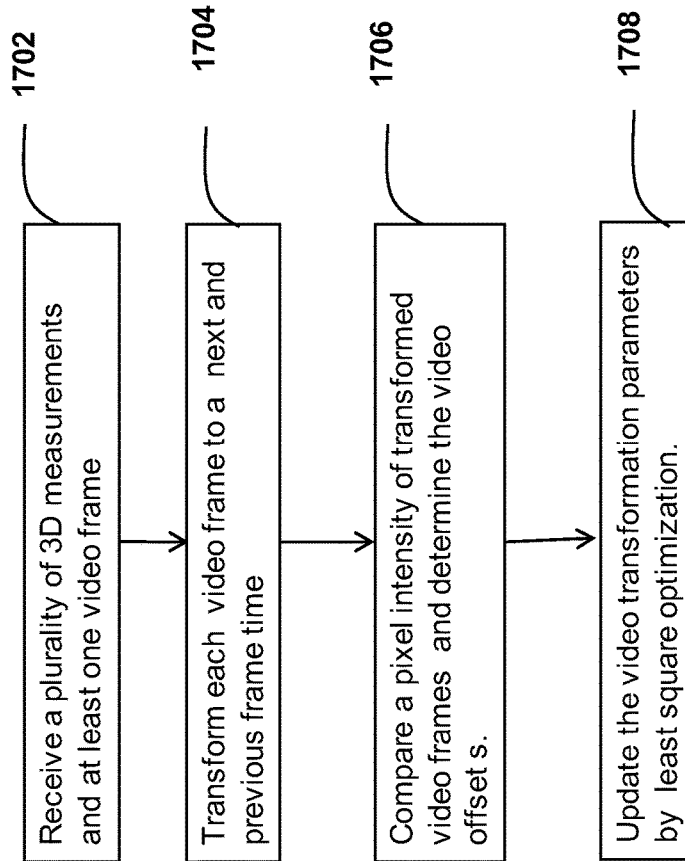 1702
Receive a plurality of 3D measurements
and at least one video frame
1704
Transform each video frame to a next and
previous frame time
1706
Compare a pixel intensity of transformed
video frames and determine the video
offset s.
1708
Update the video transformation parameters
by least square optimization.